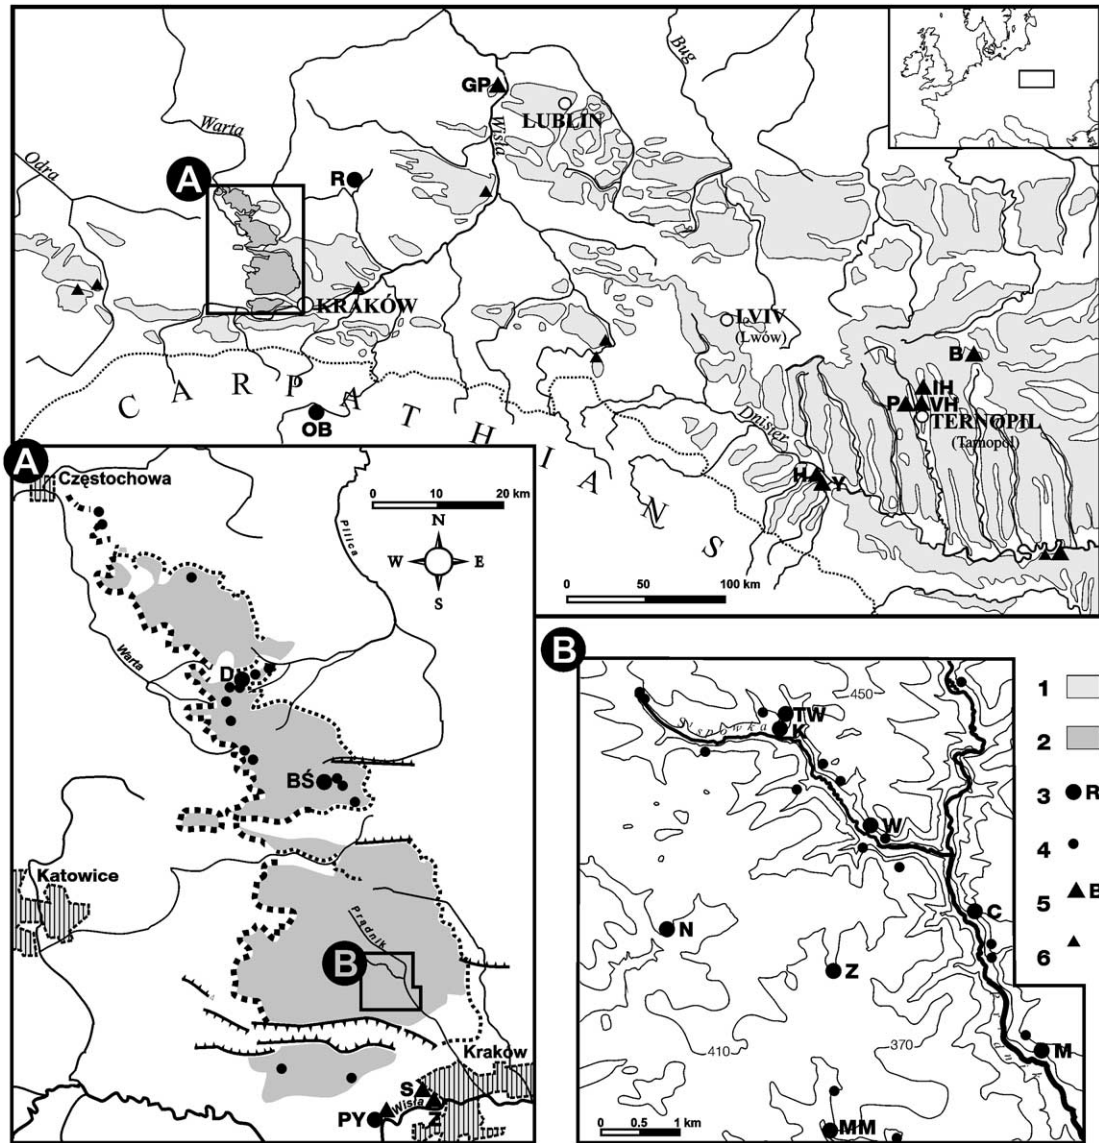 GP
LUBLIN
Bug
Wisła
Warta
Odra
A
R
KRAKÓW
LVIV
(Lwów)
B
IH
P
VH
TERNOPIL
(Tarnopol)
CARPATHIANS
OB
Dnister
H
Y
0 50 100 km
A
Częstochowa
0 10 20 km
N
W E
S
Pilica
Warta
D
BŚ
Katowice
Prądnik
B
Kraków
S
Wisła
Z
PY
B
450
TW
K
W
C
N
Z
410
370
M
MM
0 0.5 1 km
1
2
3 R
4
5 B
6